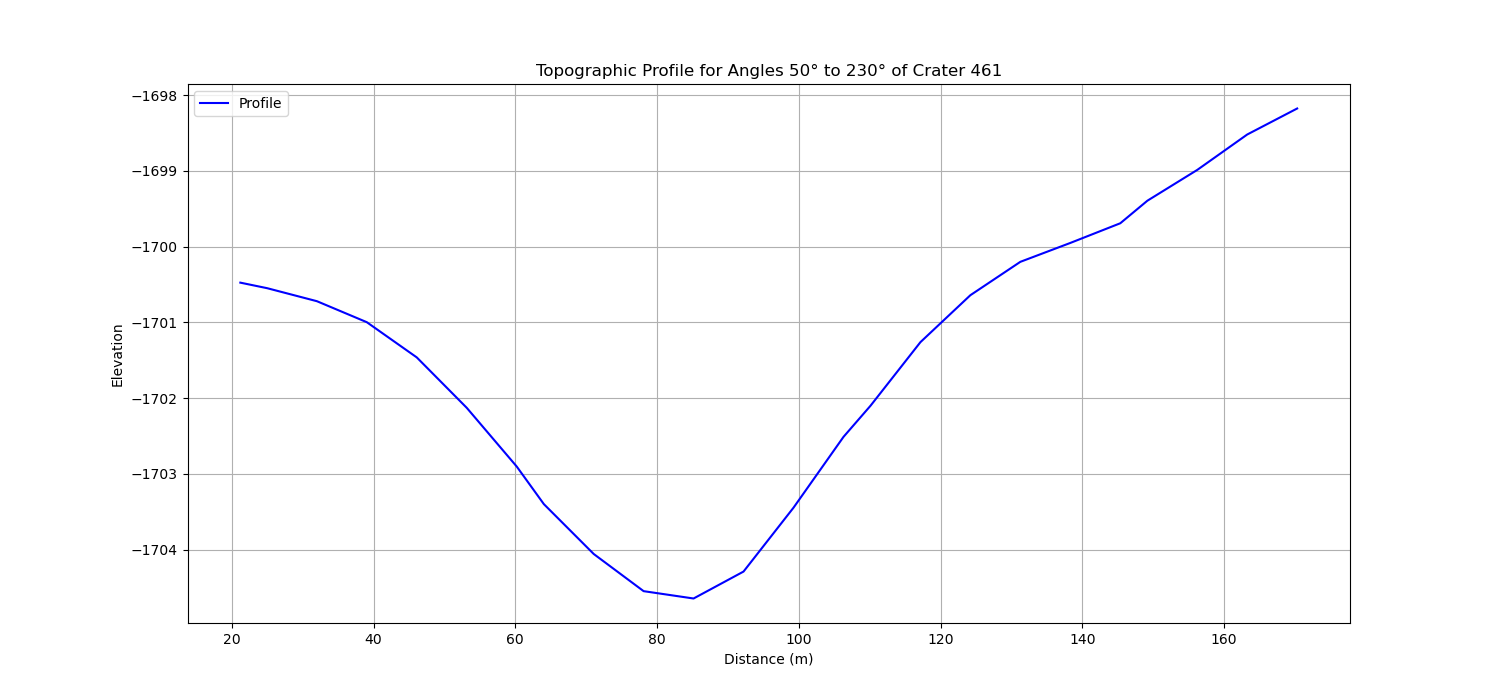 Topographic Profile for Angles 50° to 230° of Crater 461
Profile
−1698
−1699
−1700
−1701
−1702
−1703
−1704
Elevation
20 40 60 80 100 120 140 160
Distance (m)